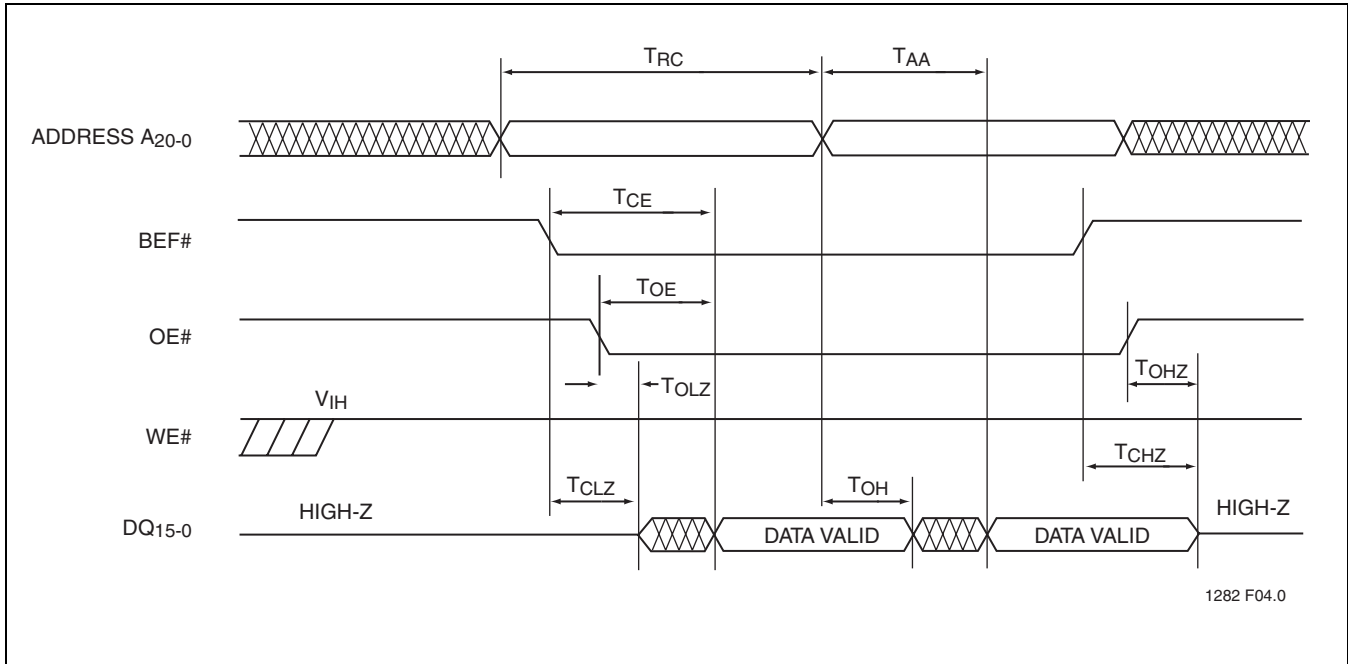 TRC
TAA
ADDRESS A20-0
TCE
BEF#
TOE
OE#
TOLZ
TOHZ
VIH
WE#
TCHZ
TCLZ
TOH
HIGH-Z
HIGH-Z
DQ15-0
DATA VALID
DATA VALID
1282 F04.0